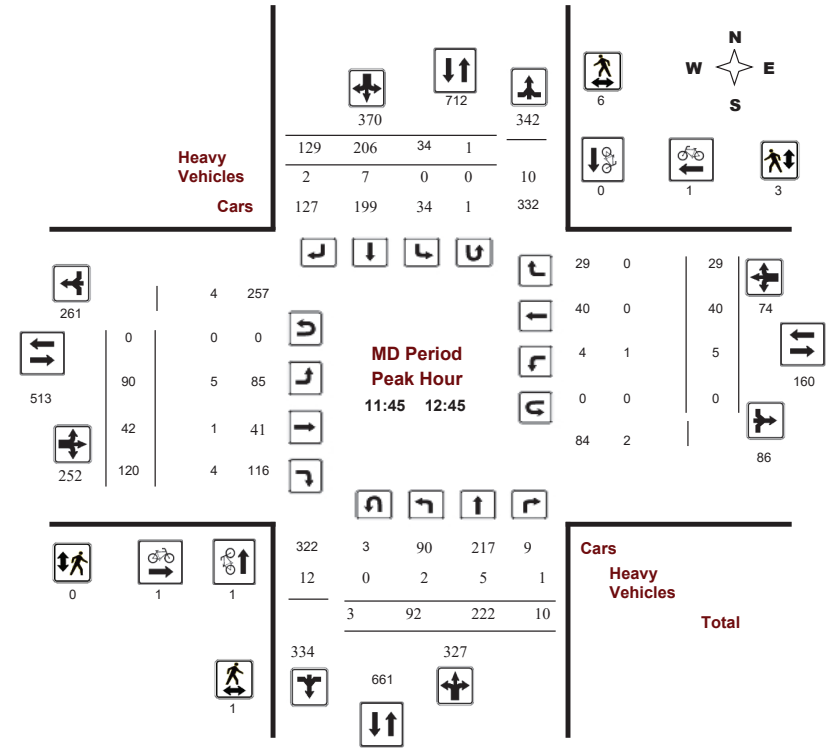 N
W E
S
712
6
370 342
129 206 34 1
Heavy
Vehicles
2 7 0 0 10
Cars
127 199 34 1 332
0 1 3
29 0 29
261
4 257
40 0 40
74
0 0 0
513
90 5 85
MD Period
Peak Hour
11:45 12:45
4 1 5
160
0 0 0
42 1 41
84 2
86
252
120 4 116
322 3 90 217 9
Cars
12 0 2 5 1
Heavy
Vehicles
3 92 222 10
Total
0 1 1
334 327
661
1